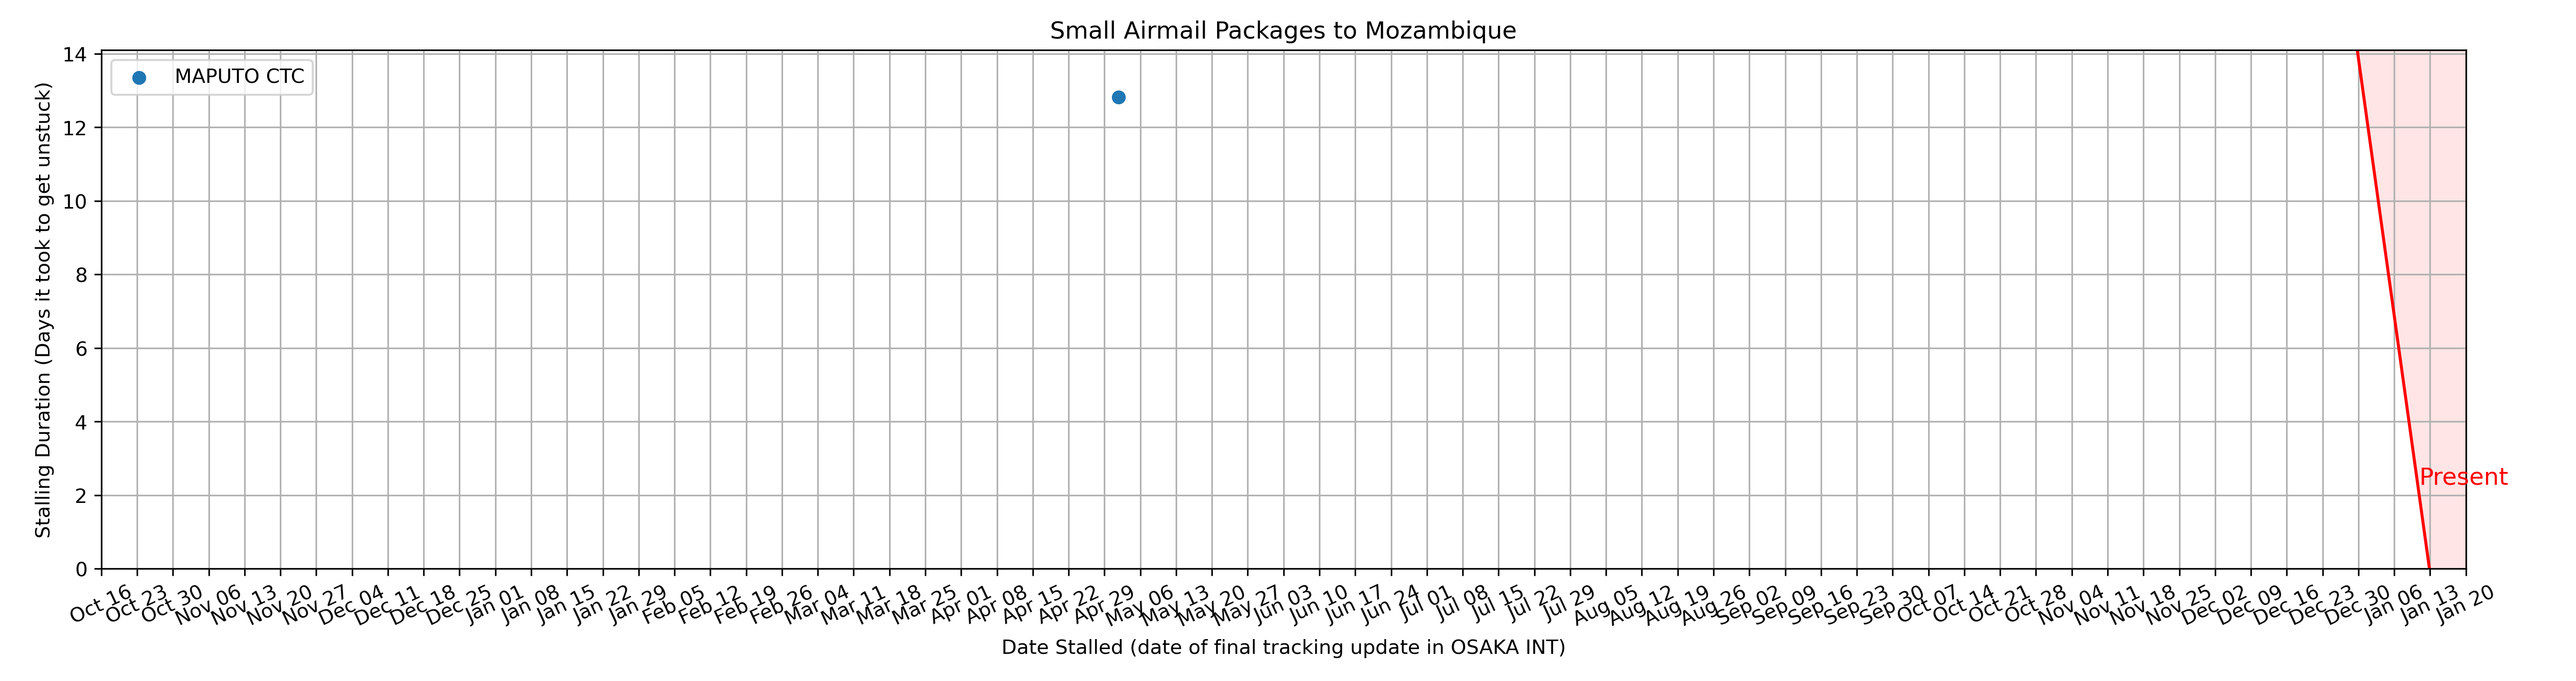 Small Airmail Packages to Mozambique
MAPUTO CTC
Stalling Duration (Days it took to get unstuck)
14
12
10
8
6
4
2
0
Present
Oct 16
Oct 23
Oct 30
Nov 06
Nov 13
Nov 20
Nov 27
Dec 04
Dec 11
Dec 18
Dec 25
Jan 01
Jan 08
Jan 15
Jan 22
Jan 29
Feb 05
Feb 12
Feb 19
Feb 26
Mar 04
Mar 11
Mar 18
Mar 25
Apr 01
Apr 08
Apr 15
Apr 22
Apr 29
May 06
May 13
May 20
May 27
Jun 03
Jun 10
Jun 17
Jun 24
Jul 01
Jul 08
Jul 15
Jul 22
Jul 29
Aug 05
Aug 12
Aug 19
Aug 26
Sep 02
Sep 09
Sep 16
Sep 23
Sep 30
Oct 07
Oct 14
Oct 21
Oct 28
Nov 04
Nov 11
Nov 18
Nov 25
Dec 02
Dec 09
Dec 16
Dec 23
Dec 30
Jan 06
Jan 13
Jan 20
Date Stalled (date of final tracking update in OSAKA INT)